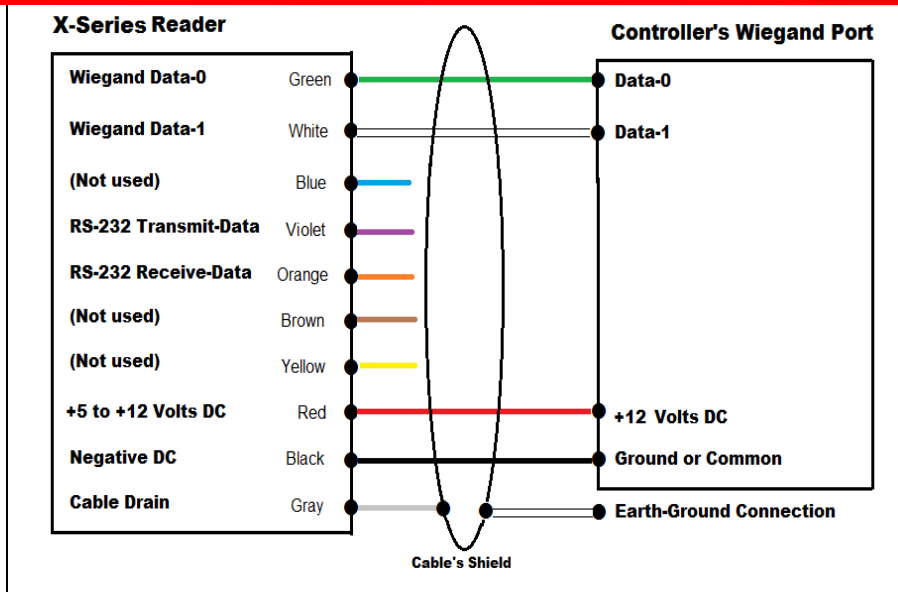 X-Series Reader
Controller's Wiegand Port
Wiegand Data-0 Green Data-0
Wiegand Data-1 White Data-1
(Not used) Blue
RS-232 Transmit-Data Violet
RS-232 Receive-Data Orange
(Not used) Brown
(Not used) Yellow
+5 to +12 Volts DC Red +12 Volts DC
Negative DC Black Ground or Common
Cable Drain Gray Earth-Ground Connection
Cable's Shield